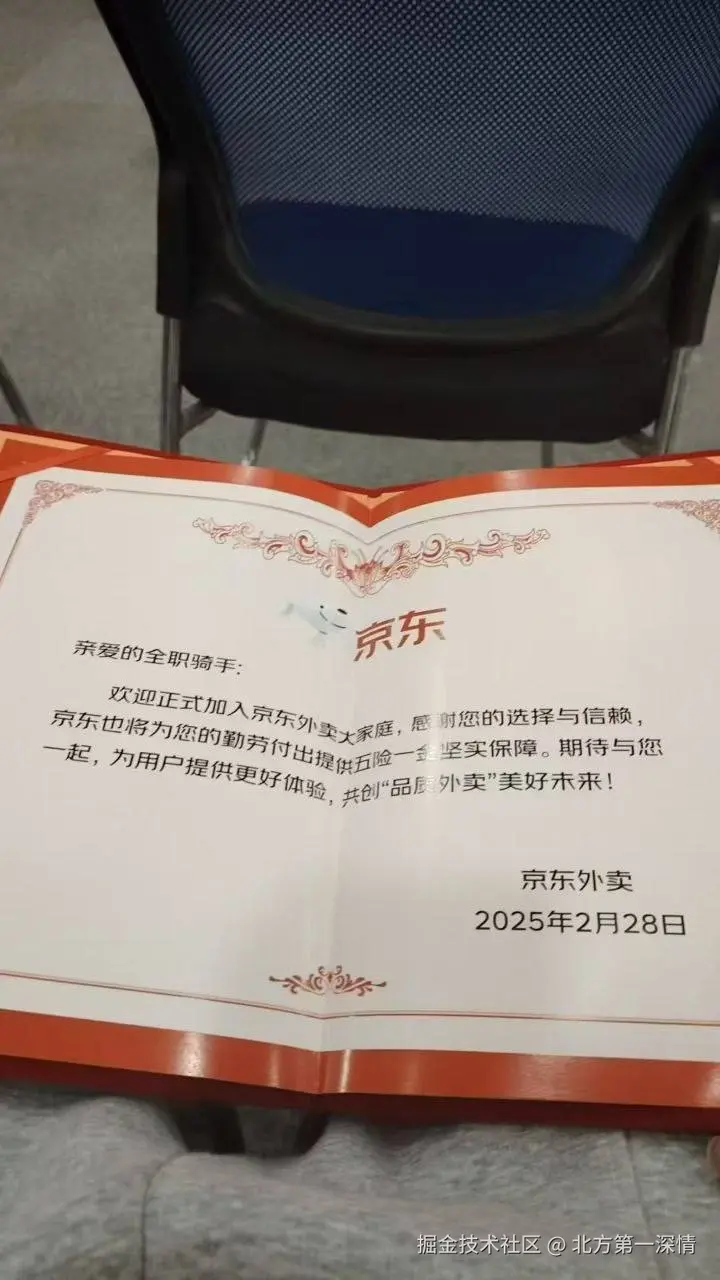 京东
亲爱的全职骑手:
欢迎正式加入京东外卖大家庭，感谢您的选择与信赖，
京东也将为您的勤劳付出提供五险一金坚实保障。期待与您
一起，为用户提供更好体验，共创“品质外卖”美好未来！
京东外卖
2025年2月28日
掘金技术社区 @ 北方第一深情